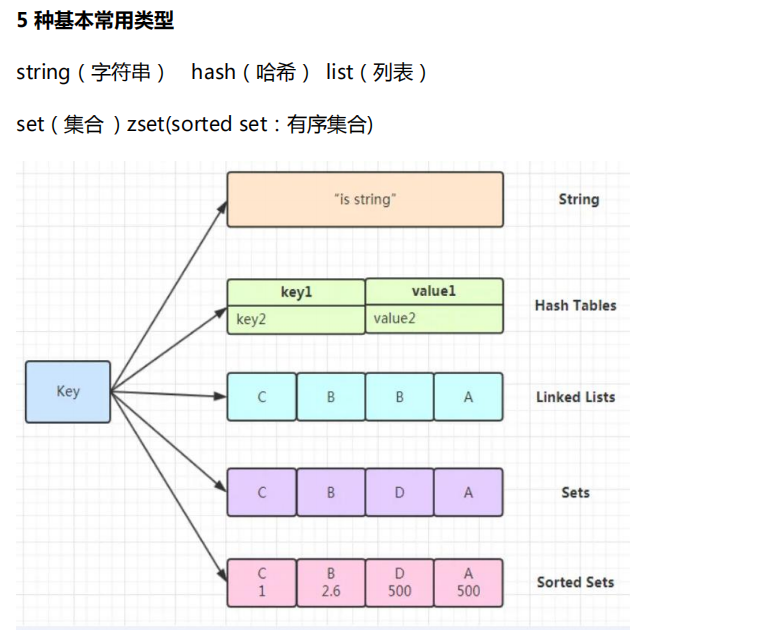 5 种基本常用类型
string（字符串） hash（哈希） list（列表）
set（集合 ）zset(sorted set：有序集合)
"is string" String
key1 value1
Hash Tables
key2 value2
Key
C B B A Linked Lists
C B D A Sets
C B D A
Sorted Sets
1 2.6 500 500